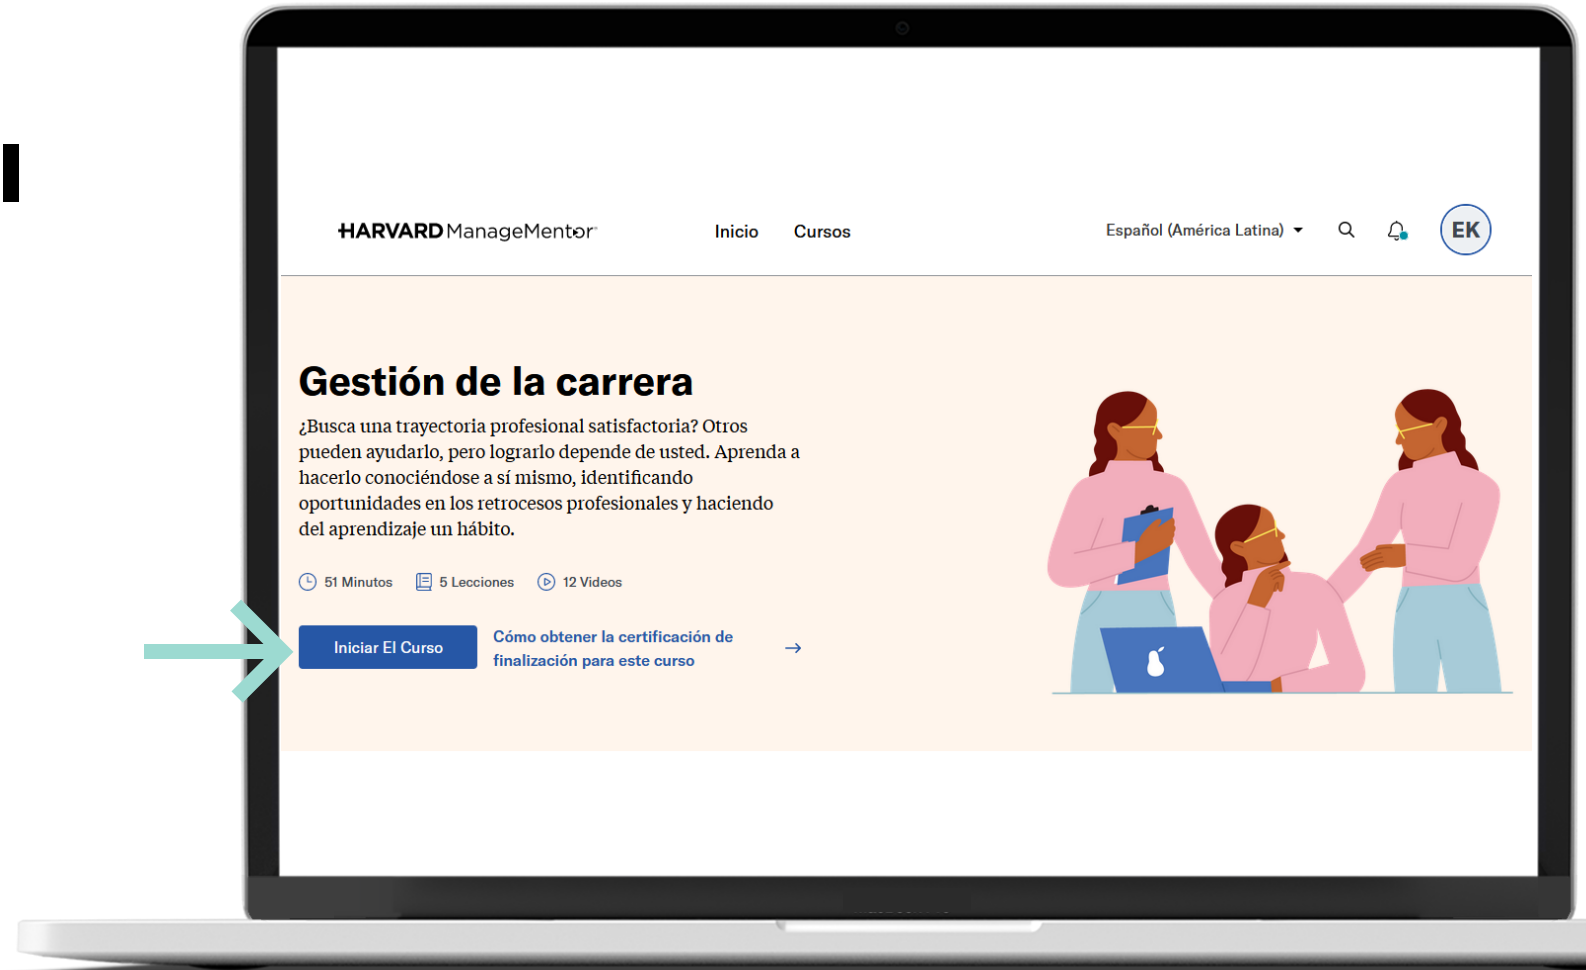 HARVARD ManageMentor
Inicio
Cursos
Español (América Latina)
EK
Gestión de la carrera
¿Busca una trayectoria profesional satisfactoria? Otros
pueden ayudarlo, pero lograrlo depende de usted. Aprenda a
hacerlo conociéndose a sí mismo, identificando
oportunidades en los retrocesos profesionales y haciendo
del aprendizaje un hábito.
51 Minutos
5 Lecciones
12 Videos
Iniciar El Curso
Cómo obtener la certificación de
finalización para este curso